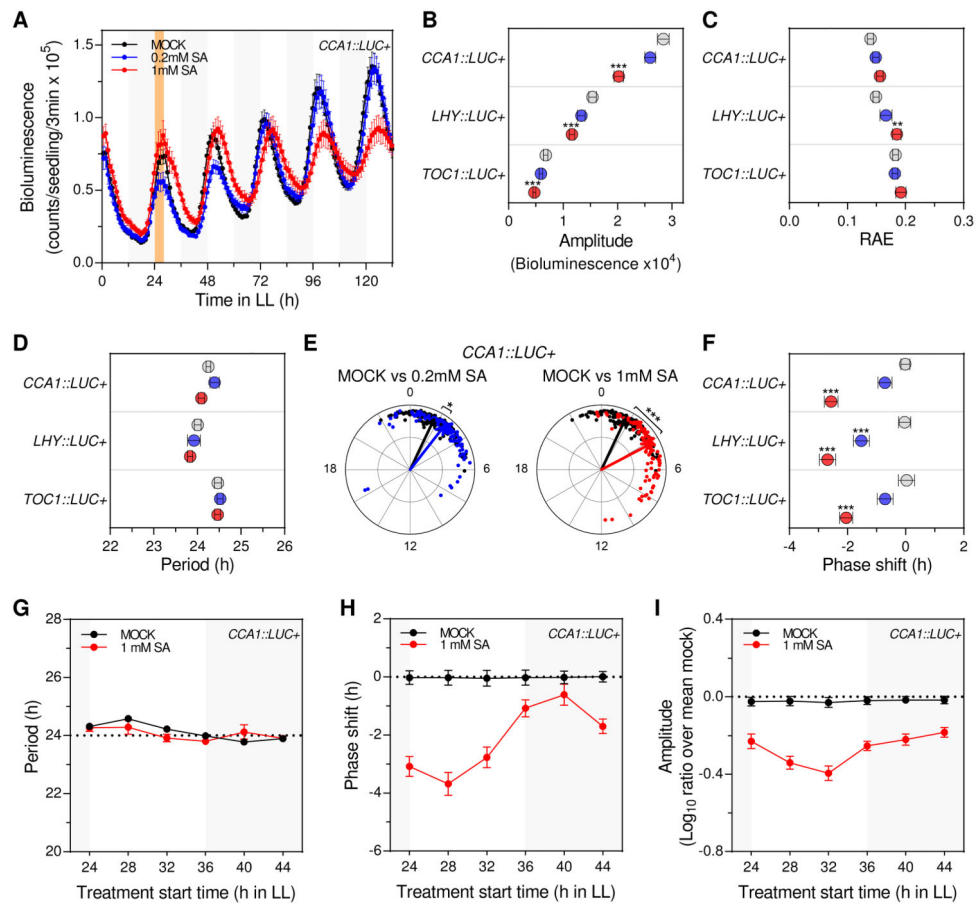 A
MOCK
0.2mM SA
1mM SA
CCA1::LUC+
Bioluminescence
(counts/seedling/3min x 10⁵)
1.5
1.0
0.5
0.0
0 24 48 72 96 120
Time in LL (h)
B
CCA1::LUC+
***
LHY::LUC+
***
TOC1::LUC+
***
0 1 2 3
Amplitude
(Bioluminescence x10⁴)
C
CCA1::LUC+
LHY::LUC+
**
TOC1::LUC+
0.0 0.1 0.2 0.3
RAE
D
CCA1::LUC+
LHY::LUC+
TOC1::LUC+
22 23 24 25 26
Period (h)
E
CCA1::LUC+
MOCK vs 0.2mM SA
0
*
18
6
12
MOCK vs 1mM SA
0
***
18
6
12
F
CCA1::LUC+
***
LHY::LUC+
***
***
TOC1::LUC+
***
-4 -2 0 2
Phase shift (h)
G
MOCK
1 mM SA
CCA1::LUC+
Period (h)
28
26
24
22
20
24 28 32 36 40 44
Treatment start time (h in LL)
H
MOCK
1 mM SA
CCA1::LUC+
Phase shift (h)
2
0
-2
-4
-6
24 28 32 36 40 44
Treatment start time (h in LL)
I
MOCK
1 mM SA
CCA1::LUC+
Amplitude
(Log₁₀ ratio over mean mock)
0.4
0.0
-0.4
-0.8
24 28 32 36 40 44
Treatment start time (h in LL)